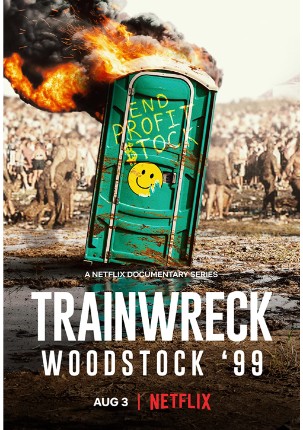 END
PROFIT
$TOCK
A NETFLIX DOCUMENTARY SERIES
TRAINWRECK
WOODSTOCK '99
AUG 3 | NETFLIX